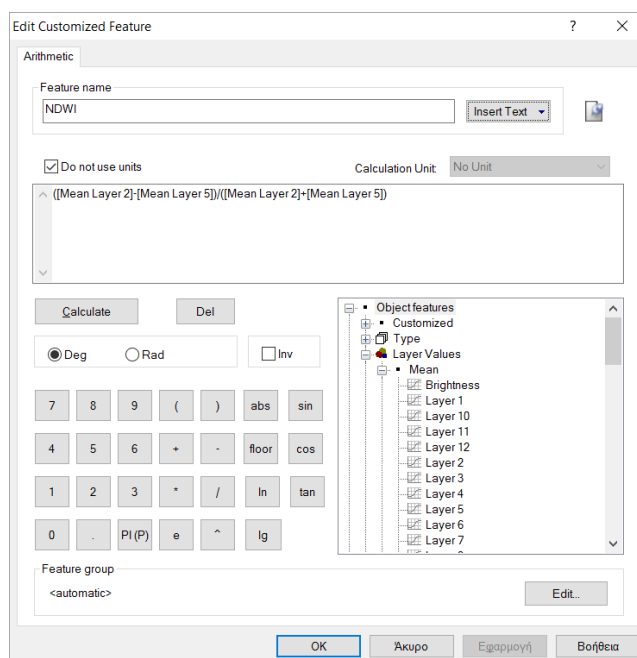 Edit Customized Feature ?
Arithmetic
Feature name
NDWI
Insert Text
Do not use units
Calculation Unit:
No Unit
([Mean Layer 2]-[Mean Layer 5])/([Mean Layer 2]+[Mean Layer 5])
Calculate
Del
Deg
Rad
Inv
7 8 9 ( ) abs sin
4 5 6 + - floor cos
1 2 3 * / ln tan
0 . PI (P) e ^ lg
Object features
Customized
Type
Layer Values
Mean
Brightness
Layer 1
Layer 10
Layer 11
Layer 12
Layer 2
Layer 3
Layer 4
Layer 5
Layer 6
Layer 7
Feature group
<automatic>
Edit...
OK
Άκυρο
Εφαρμογή
Βοήθεια